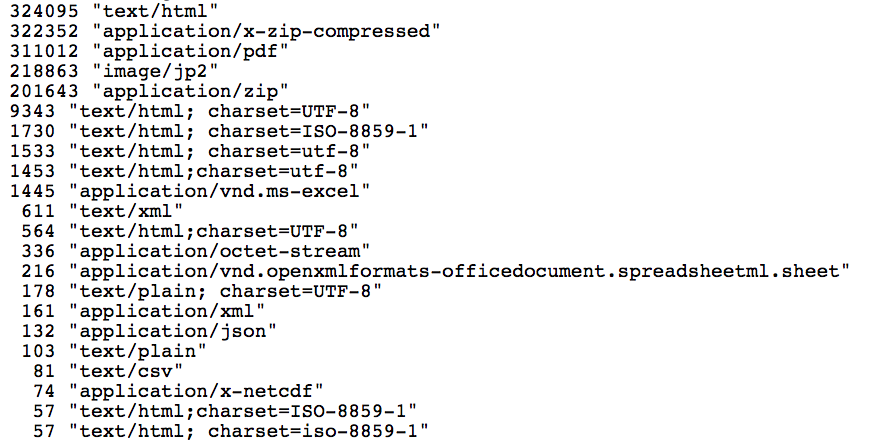 324095 "text/html"
322352 "application/x-zip-compressed"
311012 "application/pdf"
218863 "image/jp2"
201643 "application/zip"
9343 "text/html; charset=UTF-8"
1730 "text/html; charset=ISO-8859-1"
1533 "text/html; charset=utf-8"
1453 "text/html;charset=utf-8"
1445 "application/vnd.ms-excel"
611 "text/xml"
564 "text/html;charset=UTF-8"
336 "application/octet-stream"
216 "application/vnd.openxmlformats-officedocument.spreadsheetml.sheet"
178 "text/plain; charset=UTF-8"
161 "application/xml"
132 "application/json"
103 "text/plain"
81 "text/csv"
74 "application/x-netcdf"
57 "text/html;charset=ISO-8859-1"
57 "text/html; charset=iso-8859-1"